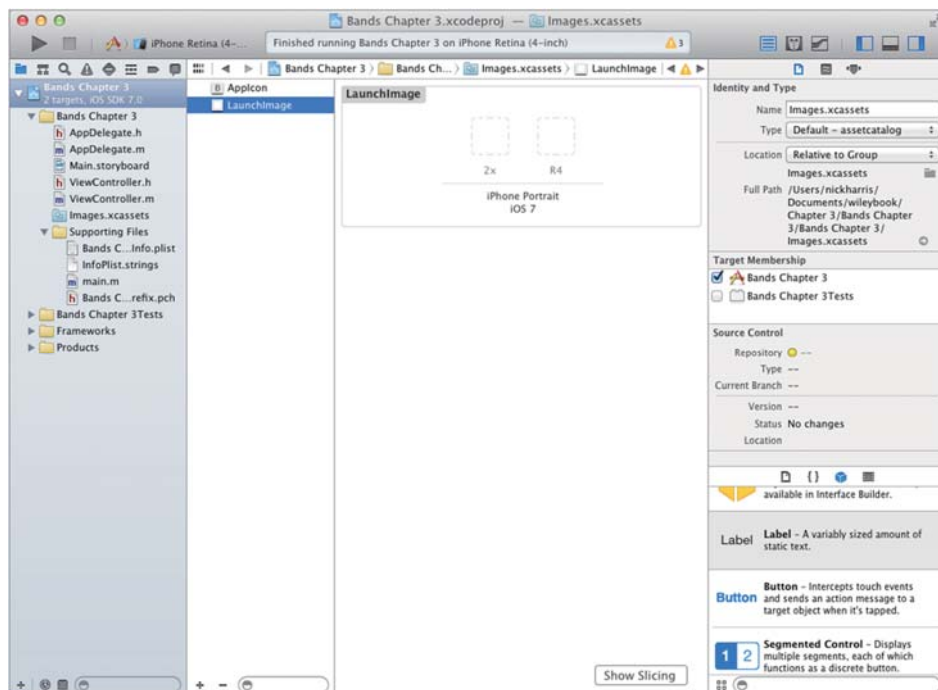 Bands Chapter 3.xcodeproj — Images.xcassets
iPhone Retina (4-...
Finished running Bands Chapter 3 on iPhone Retina (4-inch)
3
Bands Chapter 3
Bands Ch...
Images.xcassets
LaunchImage
Bands Chapter 3
2 targets, iOS SDK 7.0
Bands Chapter 3
h AppDelegate.h
m AppDelegate.m
Main.storyboard
h ViewController.h
m ViewController.m
Images.xcassets
Supporting Files
Bands C...Info.plist
InfoPlist.strings
m main.m
h Bands C...refix.pch
Bands Chapter 3Tests
Frameworks
Products
AppIcon
LaunchImage
LaunchImage
2x
R4
iPhone Portrait
iOS 7
Show Slicing
Identity and Type
Name Images.xcassets
Type Default - assetcatalog
Location Relative to Group
Images.xcassets
Full Path /Users/nickharris/
Documents/wileybook/
Chapter 3/Bands Chapter
3/Bands Chapter 3/
Images.xcassets
Target Membership
Bands Chapter 3
Bands Chapter 3Tests
Source Control
Repository --
Type --
Current Branch --
Version --
Status No changes
Location
{ }
available in Interface Builder.
Label
Label - A variably sized amount of
static text.
Button
Button - Intercepts touch events
and sends an action message to a
target object when it's tapped.
1 2
Segmented Control - Displays
multiple segments, each of which
functions as a discrete button.